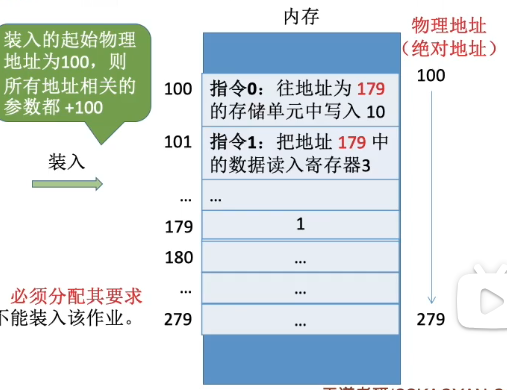 内存
装入的起始物理
地址为100，则
所有地址相关的
参数都 +100
物理地址
（绝对地址）
装入
100
指令0：往地址为 179
的存储单元中写入 10
101
指令1：把地址 179 中
的数据读入寄存器3
...
...
179
1
180
...
...
...
279
...
100
279
必须分配其要求
不能装入该作业。